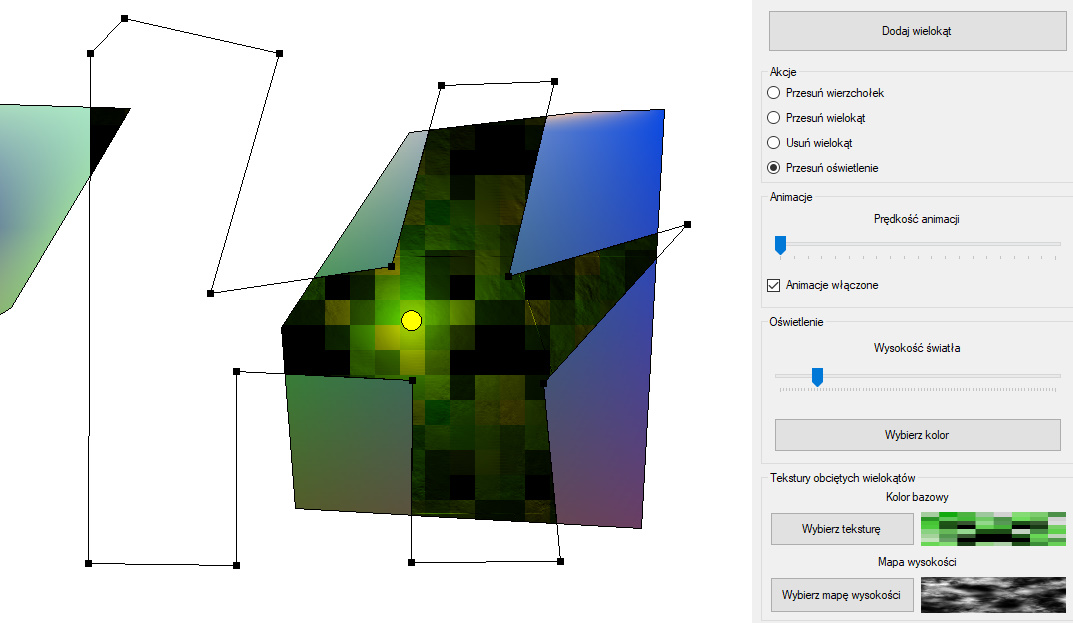 Dodaj wielokąt
Akcje
Przesuń wierzchołek
Przesuń wielokąt
Usuń wielokąt
Przesuń oświetlenie
Animacje
Prędkość animacji
Animacje włączone
Oświetlenie
Wysokość światła
Wybierz kolor
Tekstury obciętych wielokątów
Kolor bazowy
Wybierz teksturę
Mapa wysokości
Wybierz mapę wysokości